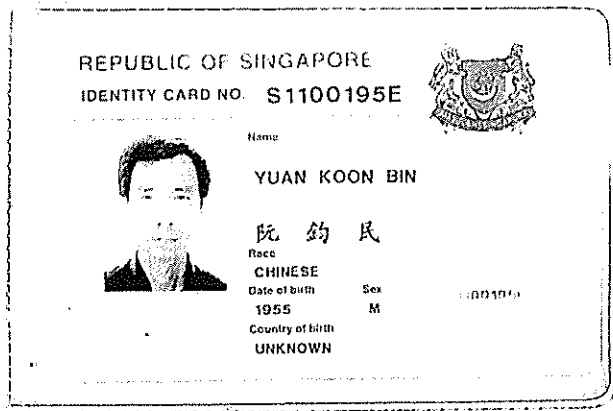 REPUBLIC OF SINGAPORE
IDENTITY CARD NO. S1100195E
Name
YUAN KOON BIN
阮 鈞 民
Race
CHINESE
Date of birth Sex
1955 M
Country of birth
UNKNOWN